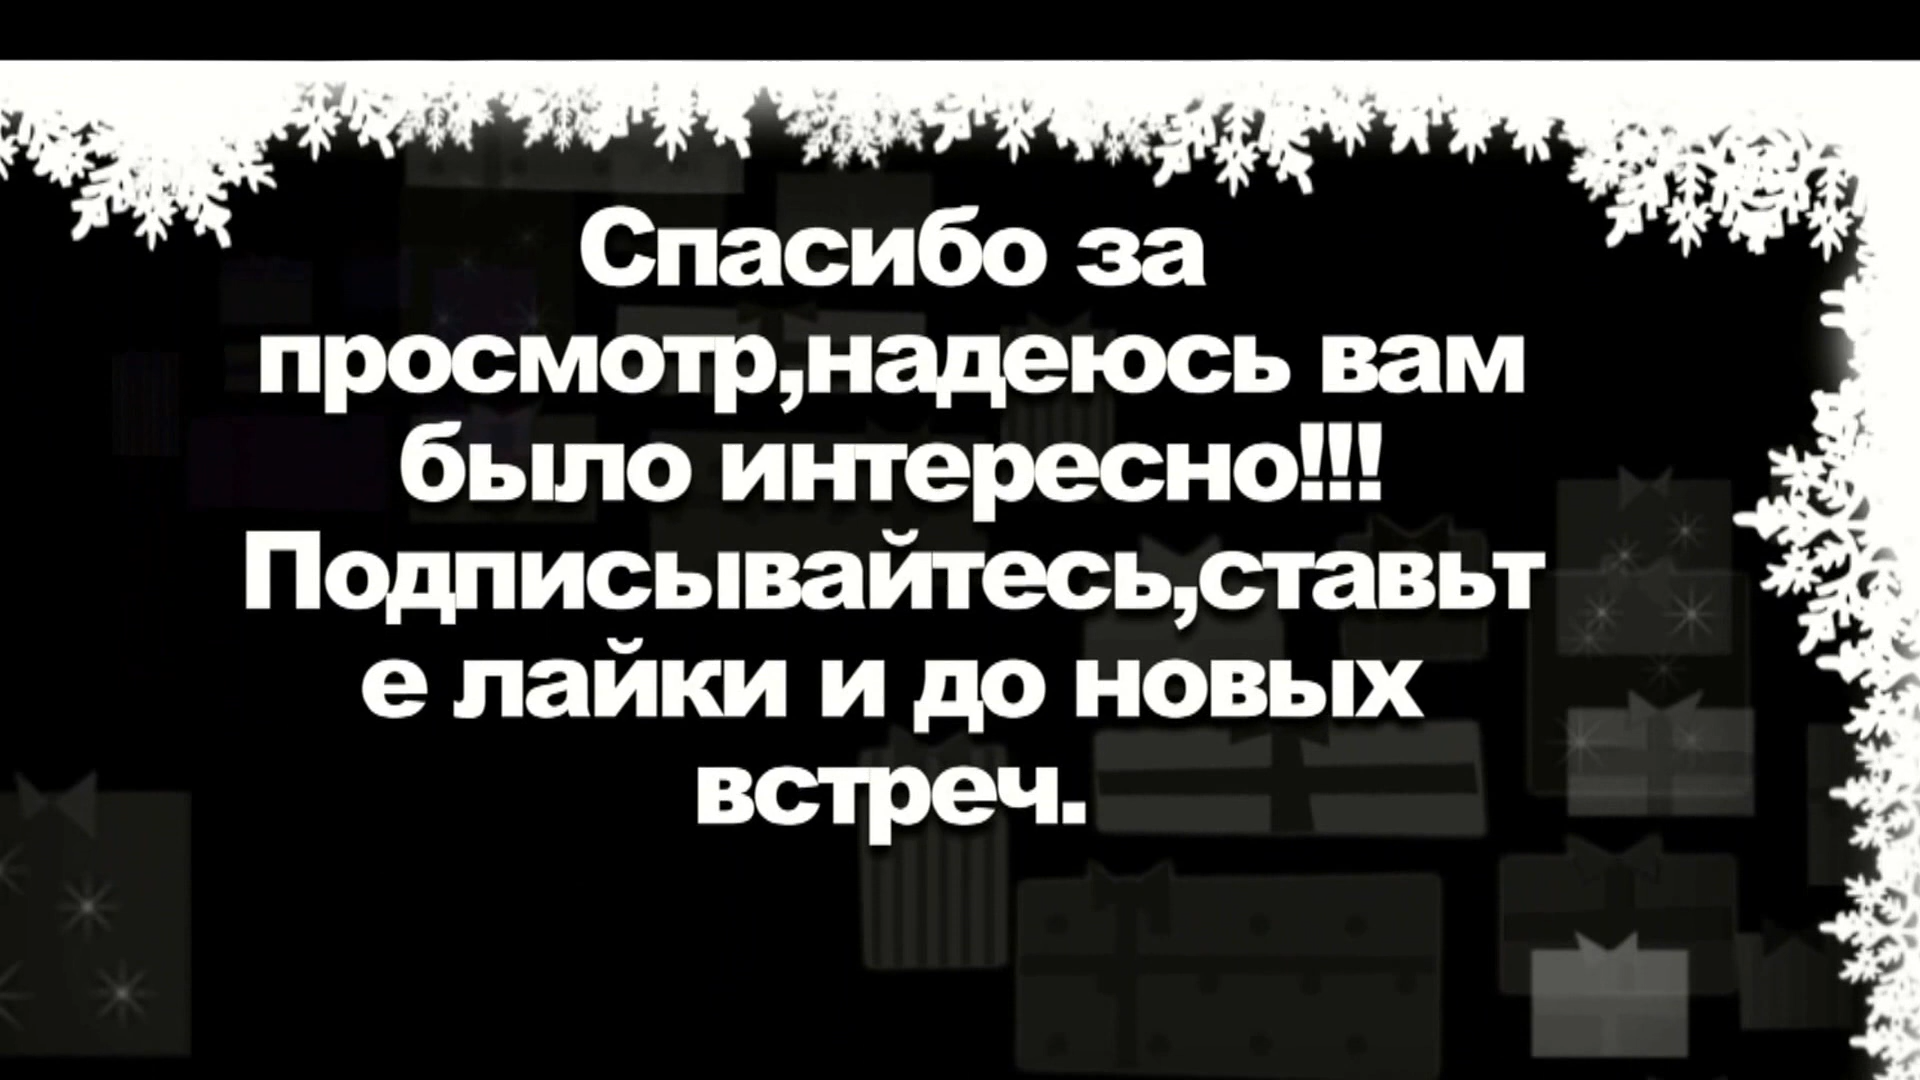 Спасибо за
просмотр,надеюсь вам
было интересно!!!
Подписывайтесь,ставьт
е лайки и до новых
встреч.